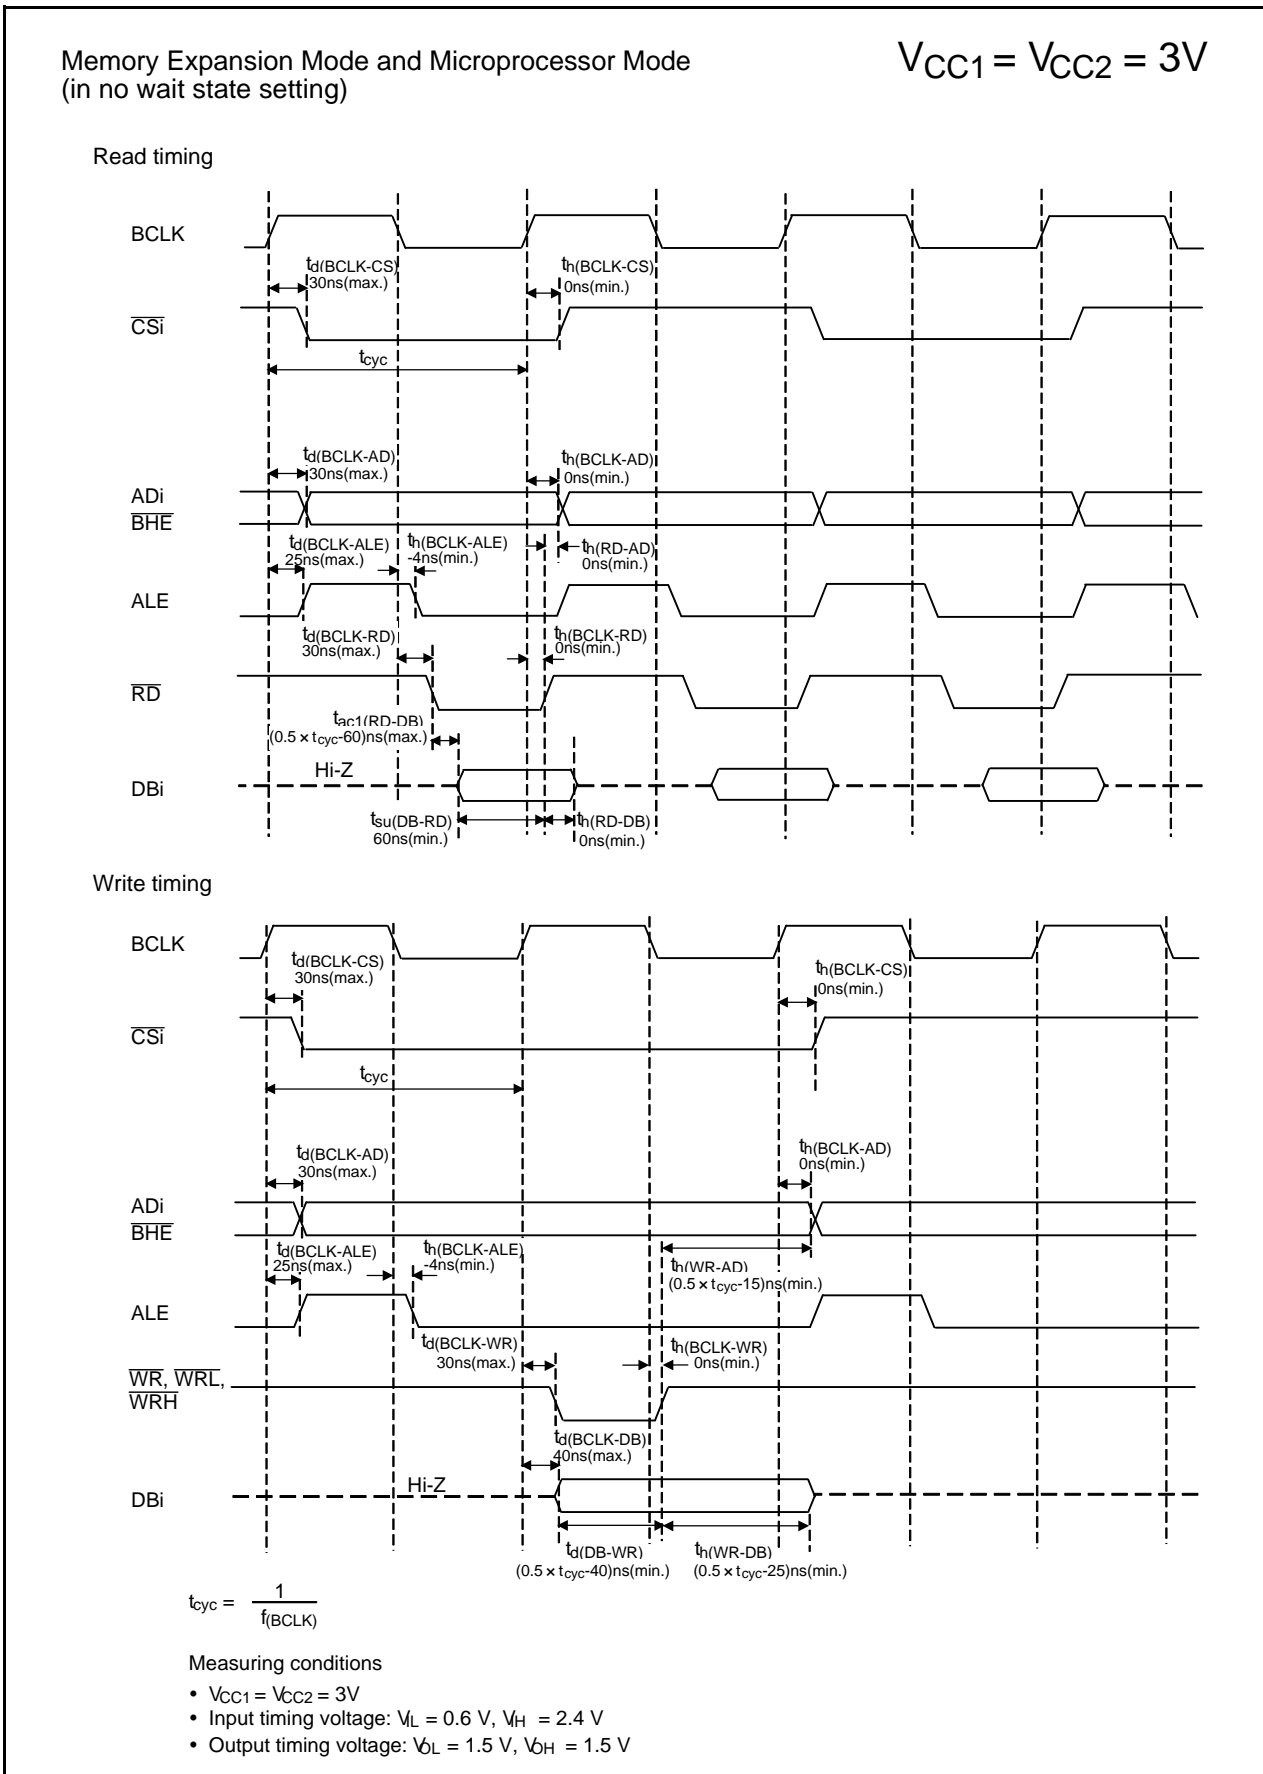 Memory Expansion Mode and Microprocessor Mode
(in no wait state setting)
VCC1 = VCC2 = 3V
Read timing
BCLK
td(BCLK-CS)
30ns(max.)
th(BCLK-CS)
0ns(min.)
CSi
tcyc
td(BCLK-AD)
30ns(max.)
th(BCLK-AD)
0ns(min.)
ADi
BHE
td(BCLK-ALE)
25ns(max.)
th(BCLK-ALE)
-4ns(min.)
th(RD-AD)
0ns(min.)
ALE
td(BCLK-RD)
30ns(max.)
th(BCLK-RD)
0ns(min.)
RD
tac1(RD-DB)
(0.5 × tcyc-60)ns(max.)
Hi-Z
DBi
tsu(DB-RD)
60ns(min.)
th(RD-DB)
0ns(min.)
Write timing
BCLK
td(BCLK-CS)
30ns(max.)
th(BCLK-CS)
0ns(min.)
CSi
tcyc
td(BCLK-AD)
30ns(max.)
th(BCLK-AD)
0ns(min.)
ADi
BHE
td(BCLK-ALE)
25ns(max.)
th(BCLK-ALE)
-4ns(min.)
th(WR-AD)
(0.5 × tcyc-15)ns(min.)
ALE
td(BCLK-WR)
30ns(max.)
th(BCLK-WR)
0ns(min.)
WR, WRL,
WRH
td(BCLK-DB)
40ns(max.)
Hi-Z
DBi
td(DB-WR)
(0.5 × tcyc-40)ns(min.)
th(WR-DB)
(0.5 × tcyc-25)ns(min.)
tcyc = 1
f(BCLK)
Measuring conditions
• VCC1 = VCC2 = 3V
• Input timing voltage: VIL = 0.6 V, VIH = 2.4 V
• Output timing voltage: VOL = 1.5 V, VOH = 1.5 V